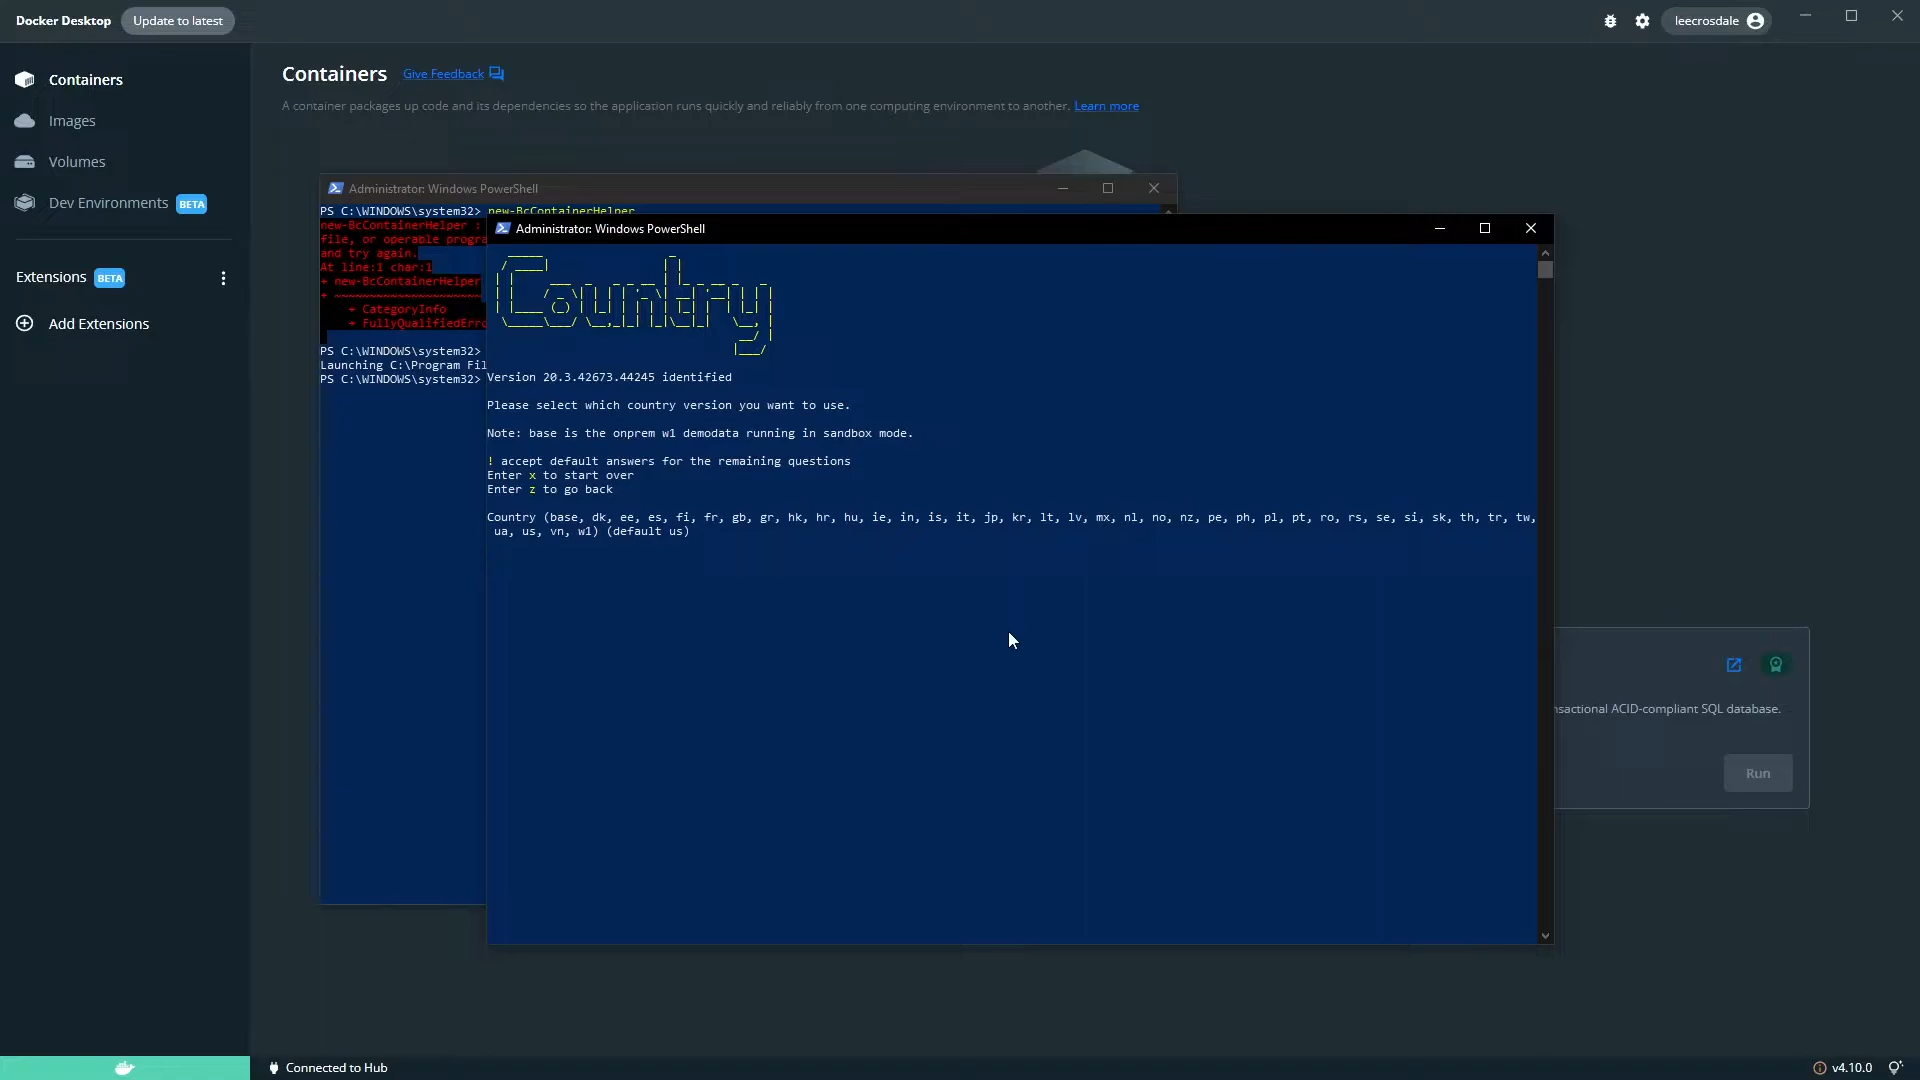 Docker Desktop
Update to latest
leecrosdale
Containers
Images
Volumes
Dev Environments BETA
Extensions BETA
Add Extensions
Containers
Give Feedback
A container packages up code and its dependencies so the application runs quickly and reliably from one computing environment to another. Learn more
Administrator: Windows PowerShell
PS C:\WINDOWS\system32> new-BcContainerHelper
new-BcContainerHelper :
file, or operable progra
and try again.
At line:1 char:1
+ new-BcContainerHelper
+ ~~~~~~~~~~~~~~~~~~~~~
+ CategoryInfo
+ FullyQualifiedErro
PS C:\WINDOWS\system32>
Launching C:\Program Fil
PS C:\WINDOWS\system32>
Administrator: Windows PowerShell
Country
Version 20.3.42673.44245 identified
Please select which country version you want to use.
Note: base is the onprem w1 demodata running in sandbox mode.
! accept default answers for the remaining questions
Enter x to start over
Enter z to go back
Country (base, dk, ee, es, fi, fr, gb, gr, hk, hr, hu, ie, in, is, it, jp, kr, lt, lv, mx, nl, no, nz, pe, ph, pl, pt, ro, rs, se, si, sk, th, tr, tw,
ua, us, vn, w1) (default us)
nsactional ACID-compliant SQL database.
Run
Connected to Hub
v4.10.0